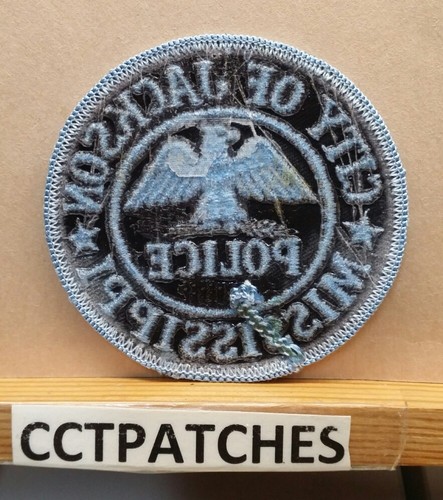 CITY OF JACKSON
POLICE
MISSISSIPPI
CCTPATCHES